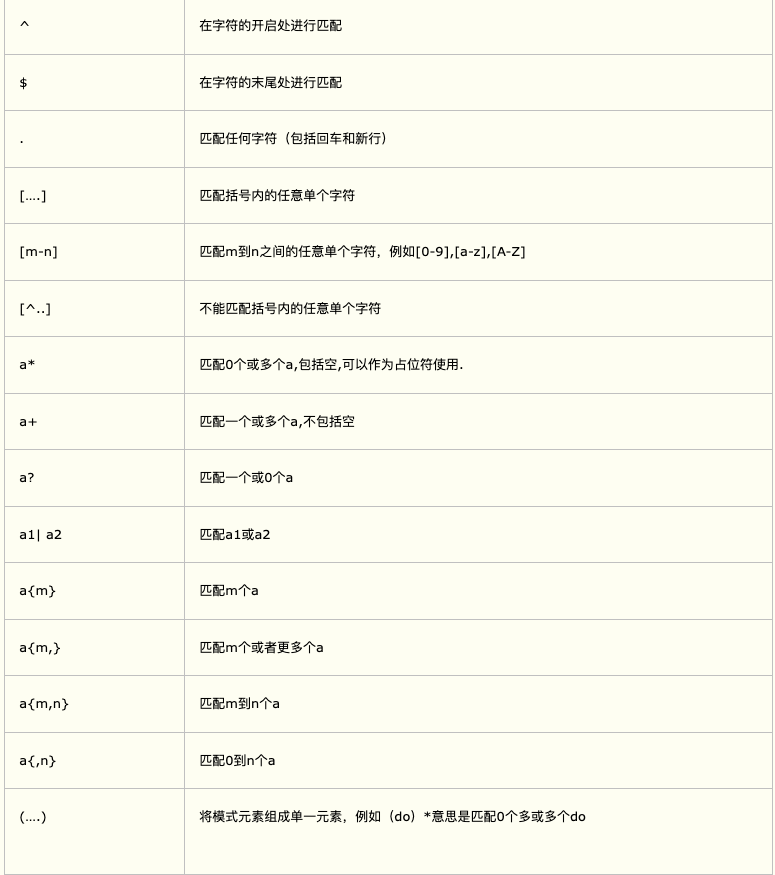 ^ 在字符的开启处进行匹配
$ 在字符的末尾处进行匹配
. 匹配任何字符（包括回车和新行）
[….] 匹配括号内的任意单个字符
[m-n] 匹配m到n之间的任意单个字符，例如[0-9],[a-z],[A-Z]
[^..] 不能匹配括号内的任意单个字符
a* 匹配0个或多个a,包括空,可以作为占位符使用.
a+ 匹配一个或多个a,不包括空
a? 匹配一个或0个a
a1| a2 匹配a1或a2
a{m} 匹配m个a
a{m,} 匹配m个或者更多个a
a{m,n} 匹配m到n个a
a{,n} 匹配0到n个a
(….) 将模式元素组成单一元素，例如（do）*意思是匹配0个多或多个do